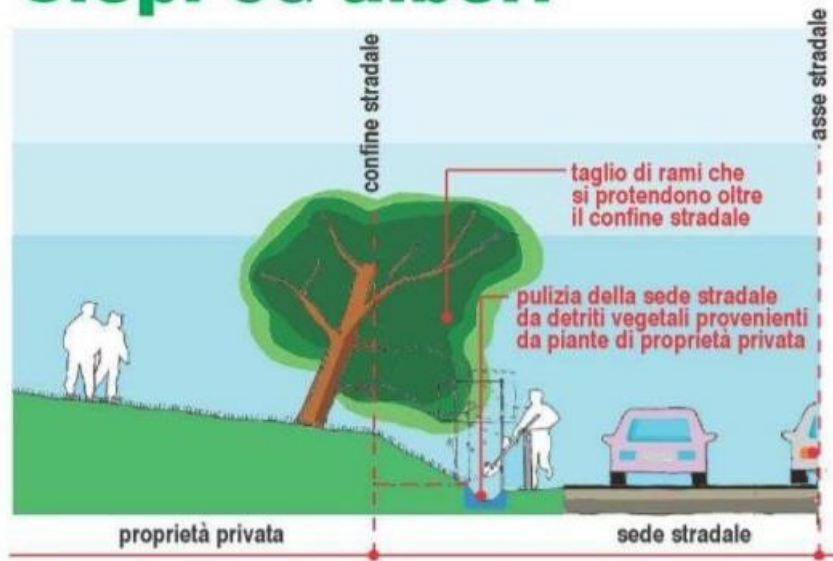 confine stradale
asse stradale
taglio di rami che
si protendono oltre
il confine stradale
pulizia della sede stradale
da detriti vegetali provenienti
da piante di proprietà privata
proprietà privata
sede stradale